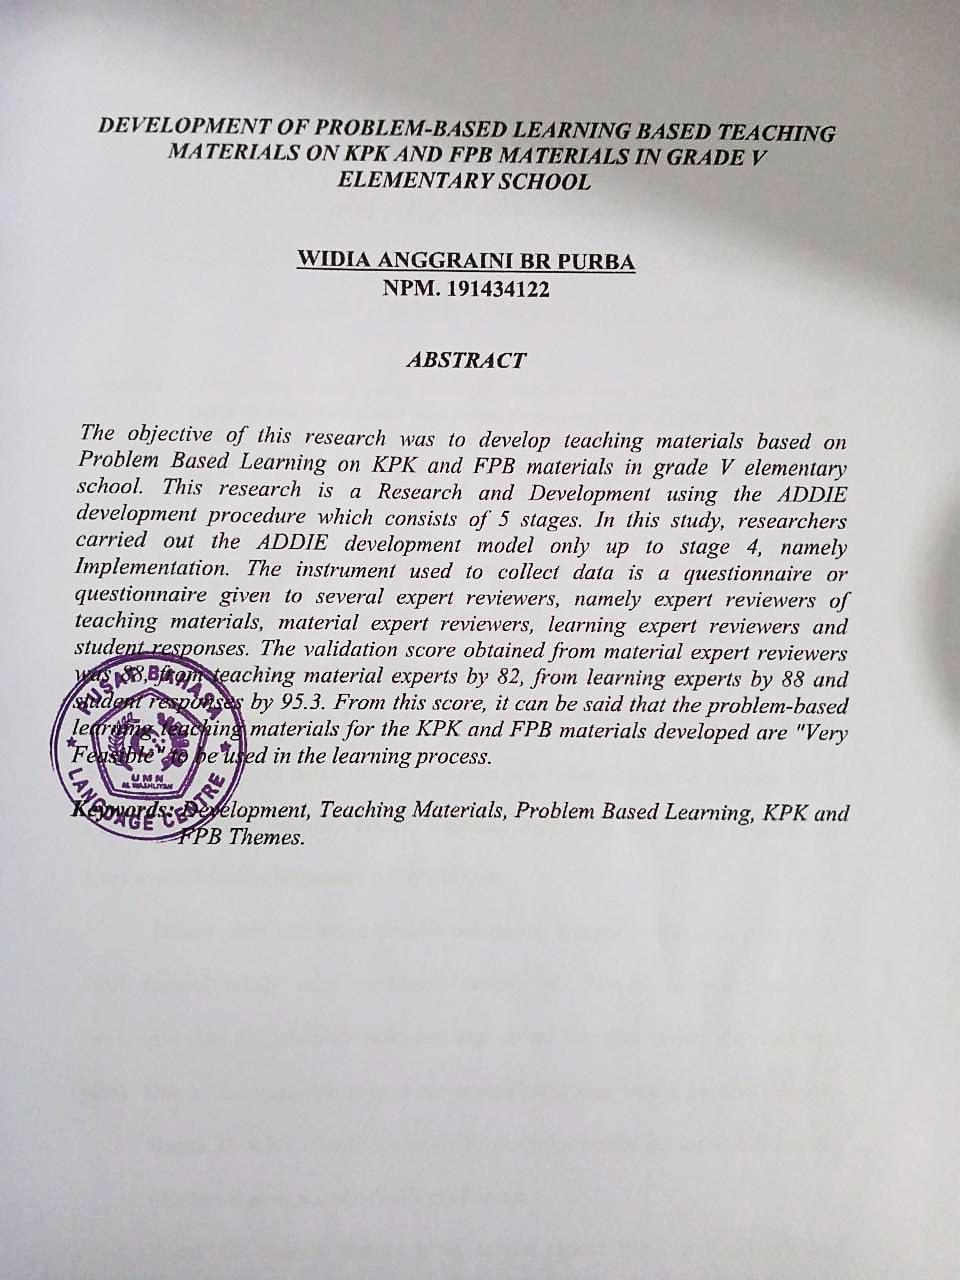 DEVELOPMENT OF PROBLEM-BASED LEARNING BASED TEACHING
MATERIALS ON KPK AND FPB MATERIALS IN GRADE V
ELEMENTARY SCHOOL
WIDIA ANGGRAINI BR PURBA
NPM. 191434122
ABSTRACT
The objective of this research was to develop teaching materials based on
Problem Based Learning on KPK and FPB materials in grade V elementary
school. This research is a Research and Development using the ADDIE
development procedure which consists of 5 stages. In this study, researchers
carried out the ADDIE development model only up to stage 4, namely
Implementation. The instrument used to collect data is a questionnaire or
questionnaire given to several expert reviewers, namely expert reviewers of
teaching materials, material expert reviewers, learning expert reviewers and
student responses. The validation score obtained from material expert reviewers
was 88, from teaching material experts by 82, from learning experts by 88 and
student responses by 95.3. From this score, it can be said that the problem-based
learning teaching materials for the KPK and FPB materials developed are "Very
Feasible" to be used in the learning process.
Keywords: Development, Teaching Materials, Problem Based Learning, KPK and
FPB Themes.
PUSAT BAHASA
UMN
AL WASHLIYAH
LANGUAGE CENTRE